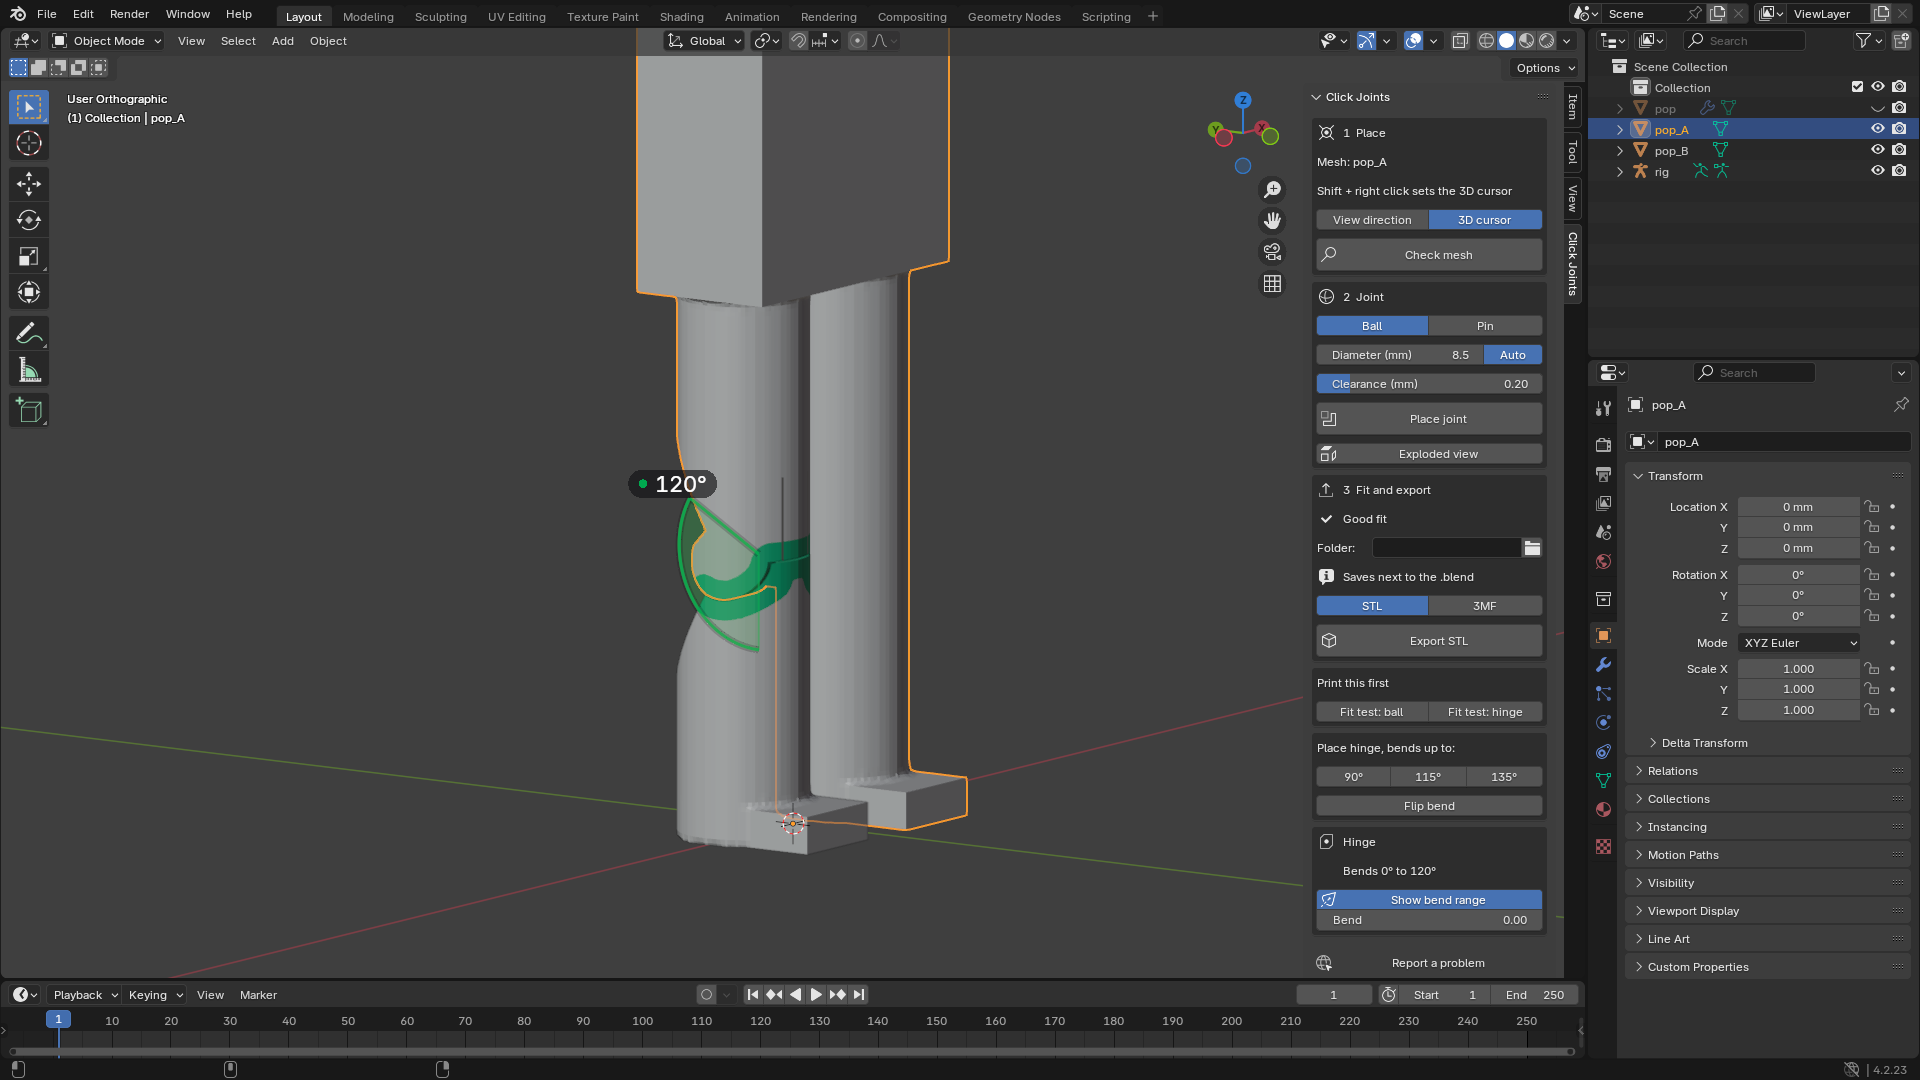 File Edit Render Window Help Layout Modeling Sculpting UV Editing Texture Paint Shading Animation Rendering Compositing Geometry Nodes Scripting Scene ViewLayer
Object Mode View Select Add Object Global Search
Options
User Orthographic
(1) Collection | pop_A
Z
Y
X
120°
Click Joints
1 Place
Mesh: pop_A
Shift + right click sets the 3D cursor
View direction 3D cursor
Check mesh
2 Joint
Ball Pin
Diameter (mm) 8.5 Auto
Clearance (mm) 0.20
Place joint
Exploded view
3 Fit and export
Good fit
Folder:
Saves next to the .blend
STL 3MF
Export STL
Print this first
Fit test: ball Fit test: hinge
Place hinge, bends up to:
90° 115° 135°
Flip bend
Hinge
Bends 0° to 120°
Show bend range
Bend 0.00
Report a problem
Item
Tool
View
Click Joints
Scene Collection
Collection
pop
pop_A
pop_B
rig
Search
pop_A
pop_A
Transform
Location X 0 mm
Y 0 mm
Z 0 mm
Rotation X 0°
Y 0°
Z 0°
Mode XYZ Euler
Scale X 1.000
Y 1.000
Z 1.000
Delta Transform
Relations
Collections
Instancing
Motion Paths
Visibility
Viewport Display
Line Art
Custom Properties
Playback Keying View Marker 1 Start 1 End 250
1 10 20 30 40 50 60 70 80 90 100 110 120 130 140 150 160 170 180 190 200 210 220 230 240 250
4.2.23